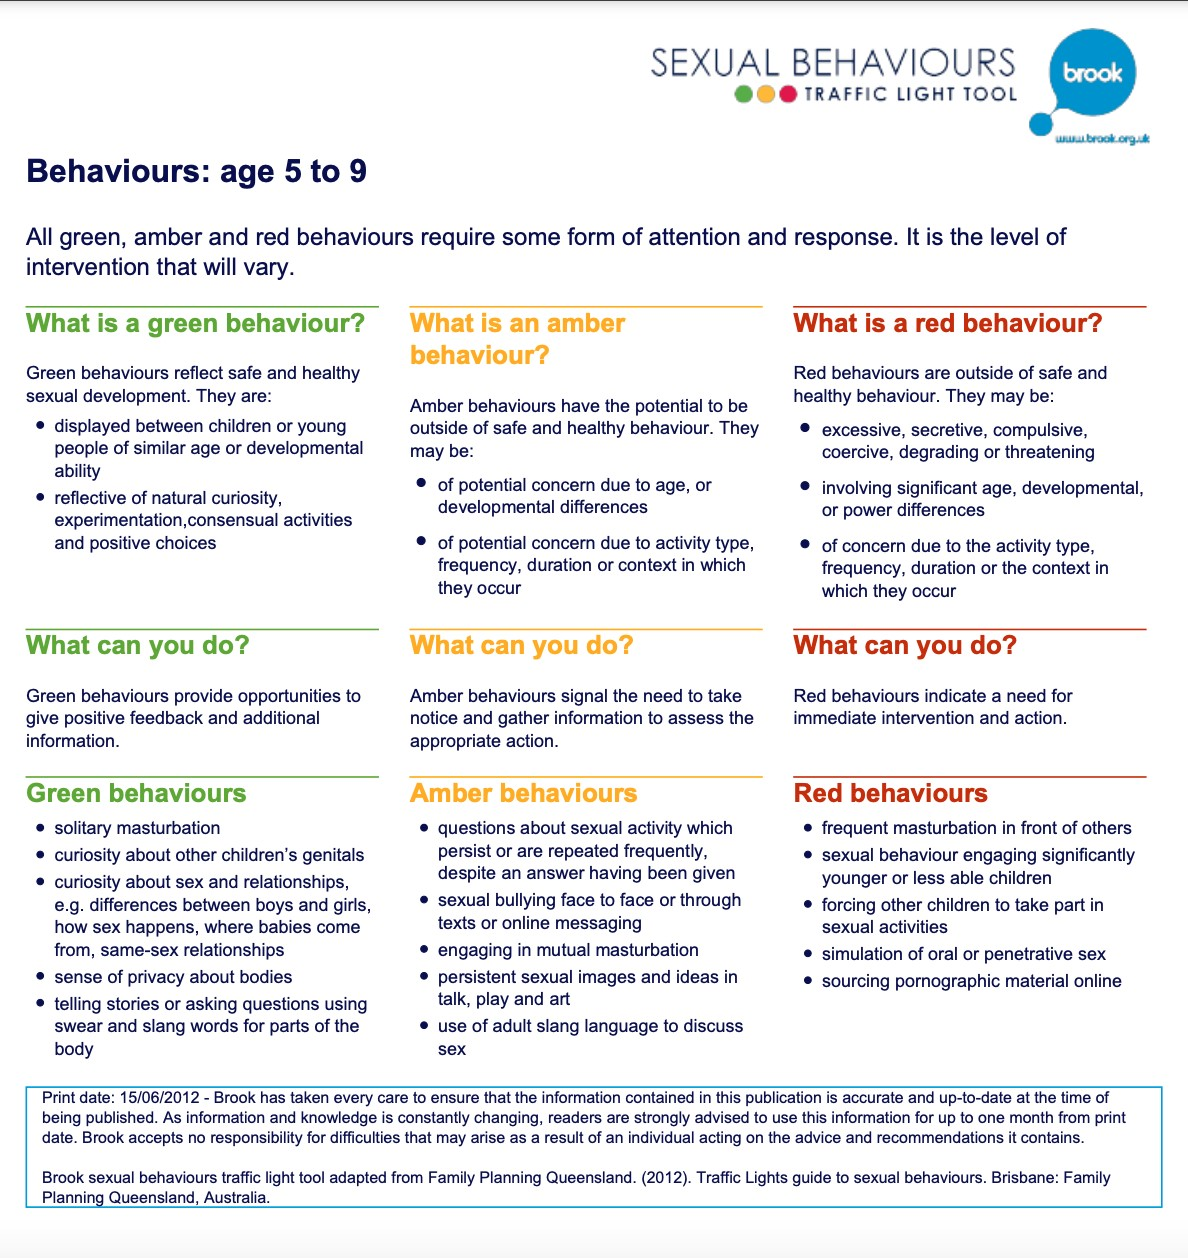 SEXUAL BEHAVIOURS
TRAFFIC LIGHT TOOL
brook
www.brook.org.uk
Behaviours: age 5 to 9
All green, amber and red behaviours require some form of attention and response. It is the level of
intervention that will vary.
What is a green behaviour?
Green behaviours reflect safe and healthy
sexual development. They are:
• displayed between children or young
people of similar age or developmental
ability
• reflective of natural curiosity,
experimentation,consensual activities
and positive choices
What is an amber
behaviour?
Amber behaviours have the potential to be
outside of safe and healthy behaviour. They
may be:
• of potential concern due to age, or
developmental differences
• of potential concern due to activity type,
frequency, duration or context in which
they occur
What is a red behaviour?
Red behaviours are outside of safe and
healthy behaviour. They may be:
• excessive, secretive, compulsive,
coercive, degrading or threatening
• involving significant age, developmental,
or power differences
• of concern due to the activity type,
frequency, duration or the context in
which they occur
What can you do?
Green behaviours provide opportunities to
give positive feedback and additional
information.
What can you do?
Amber behaviours signal the need to take
notice and gather information to assess the
appropriate action.
What can you do?
Red behaviours indicate a need for
immediate intervention and action.
Green behaviours
• solitary masturbation
• curiosity about other children’s genitals
• curiosity about sex and relationships,
e.g. differences between boys and girls,
how sex happens, where babies come
from, same-sex relationships
• sense of privacy about bodies
• telling stories or asking questions using
swear and slang words for parts of the
body
Amber behaviours
• questions about sexual activity which
persist or are repeated frequently,
despite an answer having been given
• sexual bullying face to face or through
texts or online messaging
• engaging in mutual masturbation
• persistent sexual images and ideas in
talk, play and art
• use of adult slang language to discuss
sex
Red behaviours
• frequent masturbation in front of others
• sexual behaviour engaging significantly
younger or less able children
• forcing other children to take part in
sexual activities
• simulation of oral or penetrative sex
• sourcing pornographic material online
Print date: 15/06/2012 - Brook has taken every care to ensure that the information contained in this publication is accurate and up-to-date at the time of
being published. As information and knowledge is constantly changing, readers are strongly advised to use this information for up to one month from print
date. Brook accepts no responsibility for difficulties that may arise as a result of an individual acting on the advice and recommendations it contains.
Brook sexual behaviours traffic light tool adapted from Family Planning Queensland. (2012). Traffic Lights guide to sexual behaviours. Brisbane: Family
Planning Queensland, Australia.